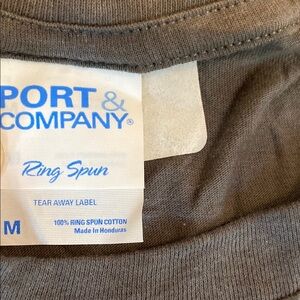 PORT &
COMPANY®
Ring Spun
TEAR AWAY LABEL
M
100% RING SPUN COTTON
Made In Honduras